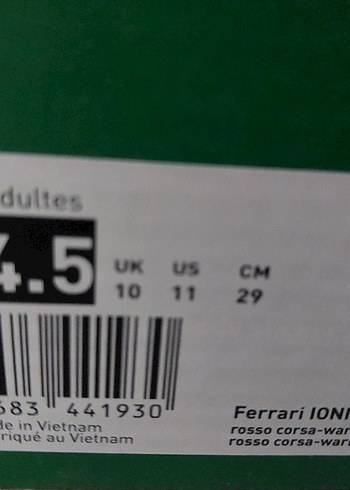 dultes
4.5
UK US CM
10 11 29
683 441930
de in Vietnam
riqué au Vietnam
Ferrari IONI
rosso corsa-war
rosso corsa-war